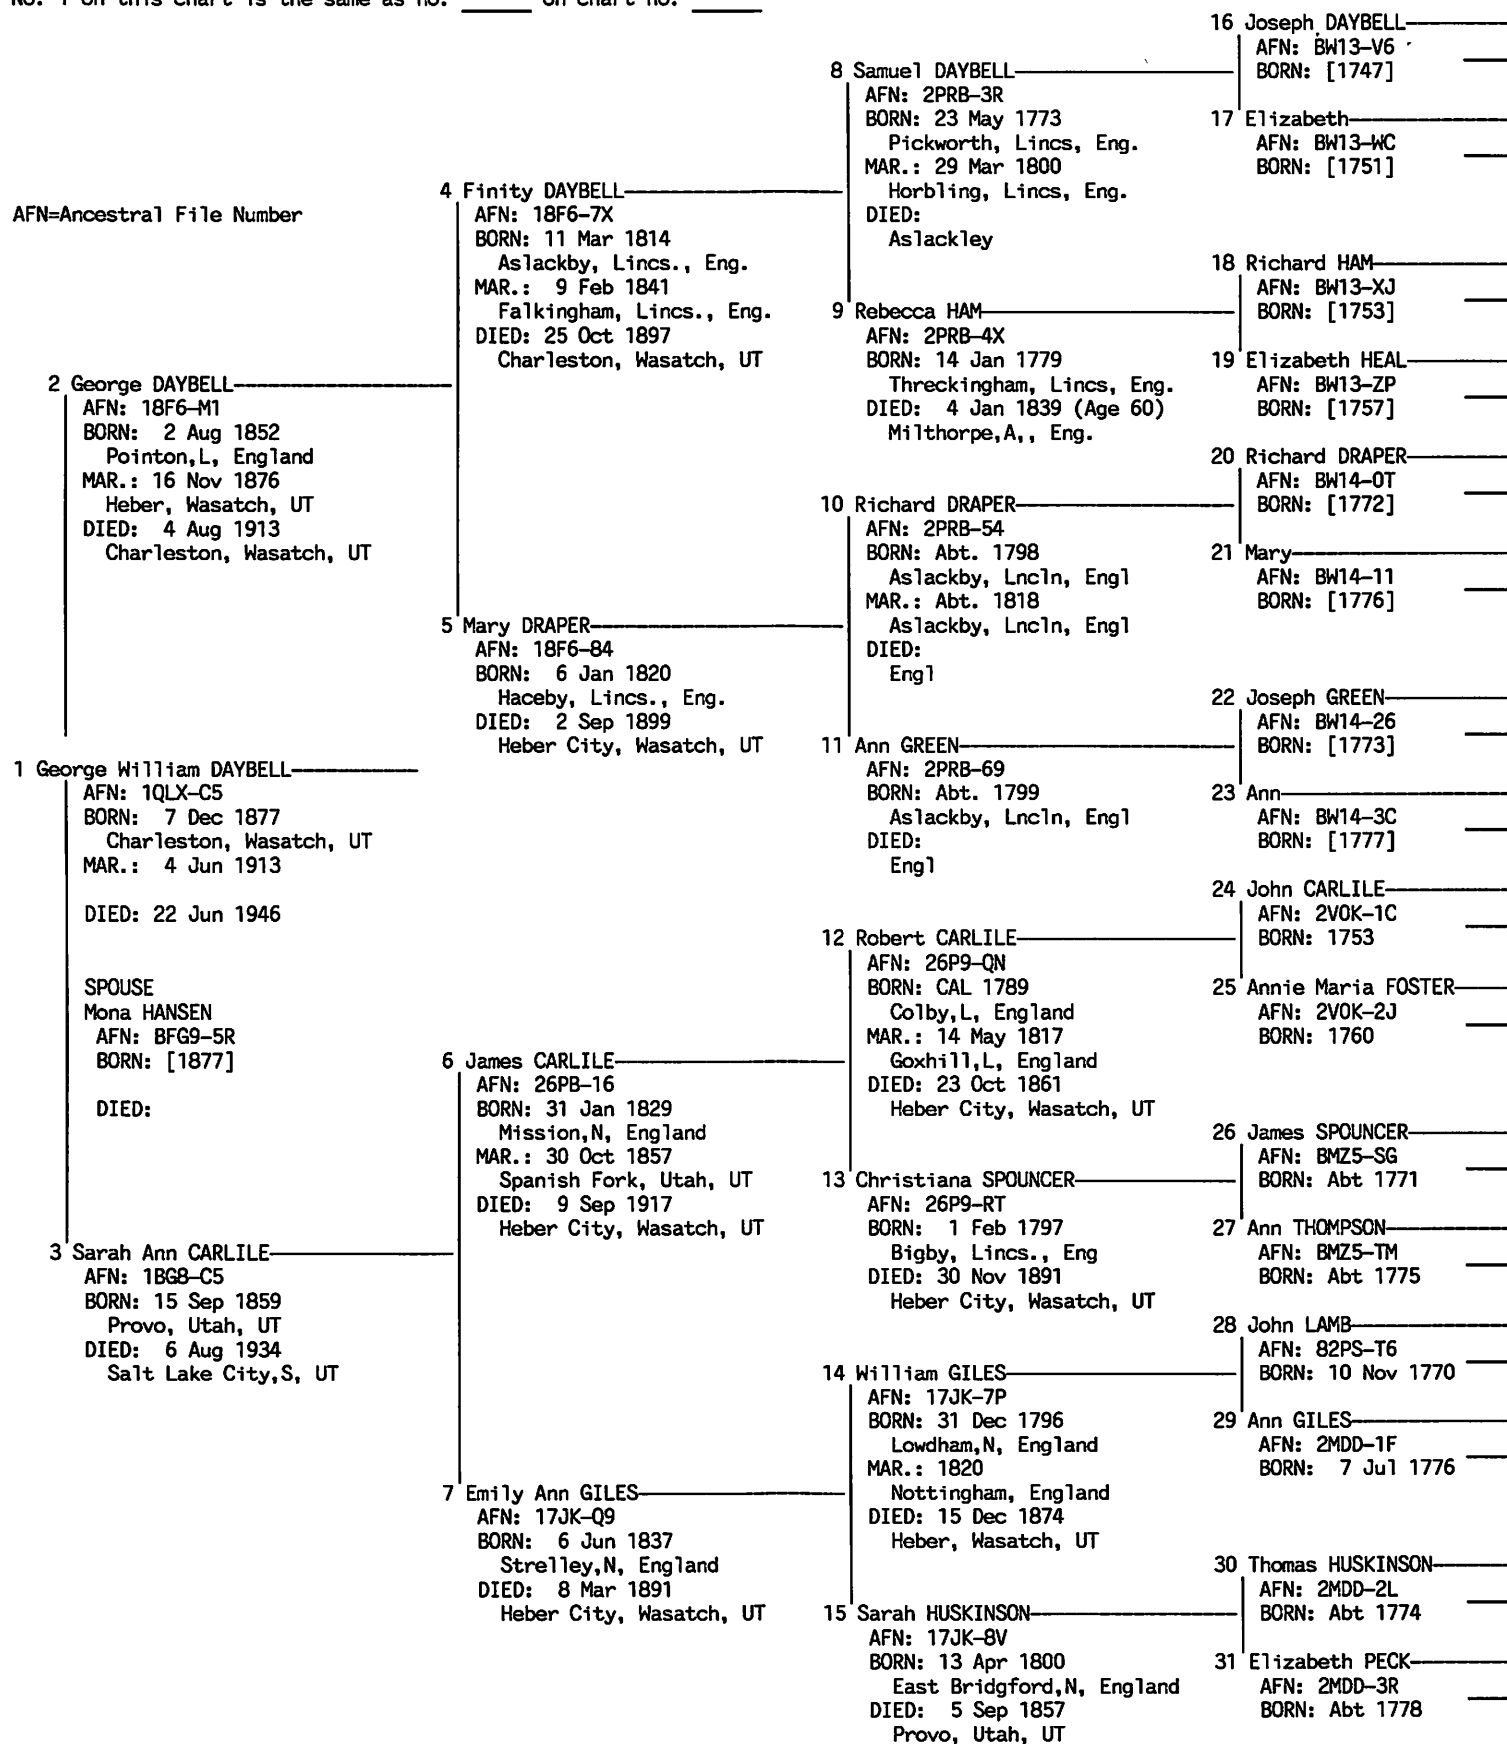 No. 1 on this chart is the same as no. ______ on chart no. ______
AFN=Ancestral File Number
1 George William DAYBELL
AFN: 1QLX-C5
BORN: 7 Dec 1877
Charleston, Wasatch, UT
MAR.: 4 Jun 1913
DIED: 22 Jun 1946
SPOUSE
Mona HANSEN
AFN: BFG9-5R
BORN: [1877]
DIED:
2 George DAYBELL
AFN: 18F6-M1
BORN: 2 Aug 1852
Pointon,L, England
MAR.: 16 Nov 1876
Heber, Wasatch, UT
DIED: 4 Aug 1913
Charleston, Wasatch, UT
3 Sarah Ann CARLILE
AFN: 1BG8-C5
BORN: 15 Sep 1859
Provo, Utah, UT
DIED: 6 Aug 1934
Salt Lake City,S, UT
4 Finity DAYBELL
AFN: 18F6-7X
BORN: 11 Mar 1814
Aslackby, Lincs., Eng.
MAR.: 9 Feb 1841
Falkingham, Lincs., Eng.
DIED: 25 Oct 1897
Charleston, Wasatch, UT
5 Mary DRAPER
AFN: 18F6-84
BORN: 6 Jan 1820
Haceby, Lincs., Eng.
DIED: 2 Sep 1899
Heber City, Wasatch, UT
6 James CARLILE
AFN: 26PB-16
BORN: 31 Jan 1829
Mission,N, England
MAR.: 30 Oct 1857
Spanish Fork, Utah, UT
DIED: 9 Sep 1917
Heber City, Wasatch, UT
7 Emily Ann GILES
AFN: 17JK-Q9
BORN: 6 Jun 1837
Strelley,N, England
DIED: 8 Mar 1891
Heber City, Wasatch, UT
8 Samuel DAYBELL
AFN: 2PRB-3R
BORN: 23 May 1773
Pickworth, Lincs, Eng.
MAR.: 29 Mar 1800
Horbling, Lincs, Eng.
DIED:
Aslackley
9 Rebecca HAM
AFN: 2PRB-4X
BORN: 14 Jan 1779
Threckingham, Lincs, Eng.
DIED: 4 Jan 1839 (Age 60)
Milthorpe,A,, Eng.
10 Richard DRAPER
AFN: 2PRB-54
BORN: Abt. 1798
Aslackby, Lncln, Engl
MAR.: Abt. 1818
Aslackby, Lncln, Engl
DIED:
Engl
11 Ann GREEN
AFN: 2PRB-69
BORN: Abt. 1799
Aslackby, Lncln, Engl
DIED:
Engl
12 Robert CARLILE
AFN: 26P9-QN
BORN: CAL 1789
Colby,L, England
MAR.: 14 May 1817
Goxhill,L, England
DIED: 23 Oct 1861
Heber City, Wasatch, UT
13 Christiana SPOUNCER
AFN: 26P9-RT
BORN: 1 Feb 1797
Bigby, Lincs., Eng
DIED: 30 Nov 1891
Heber City, Wasatch, UT
14 William GILES
AFN: 17JK-7P
BORN: 31 Dec 1796
Lowdham,N, England
MAR.: 1820
Nottingham, England
DIED: 15 Dec 1874
Heber, Wasatch, UT
15 Sarah HUSKINSON
AFN: 17JK-8V
BORN: 13 Apr 1800
East Bridgford,N, England
DIED: 5 Sep 1857
Provo, Utah, UT
16 Joseph DAYBELL
AFN: BW13-V6
BORN: [1747]
17 Elizabeth
AFN: BW13-WC
BORN: [1751]
18 Richard HAM
AFN: BW13-XJ
BORN: [1753]
19 Elizabeth HEAL
AFN: BW13-ZP
BORN: [1757]
20 Richard DRAPER
AFN: BW14-0T
BORN: [1772]
21 Mary
AFN: BW14-11
BORN: [1776]
22 Joseph GREEN
AFN: BW14-26
BORN: [1773]
23 Ann
AFN: BW14-3C
BORN: [1777]
24 John CARLILE
AFN: 2V0K-1C
BORN: 1753
25 Annie Maria FOSTER
AFN: 2V0K-2J
BORN: 1760
26 James SPOUNCER
AFN: BMZ5-SG
BORN: Abt 1771
27 Ann THOMPSON
AFN: BMZ5-TM
BORN: Abt 1775
28 John LAMB
AFN: 82PS-T6
BORN: 10 Nov 1770
29 Ann GILES
AFN: 2MDD-1F
BORN: 7 Jul 1776
30 Thomas HUSKINSON
AFN: 2MDD-2L
BORN: Abt 1774
31 Elizabeth PECK
AFN: 2MDD-3R
BORN: Abt 1778